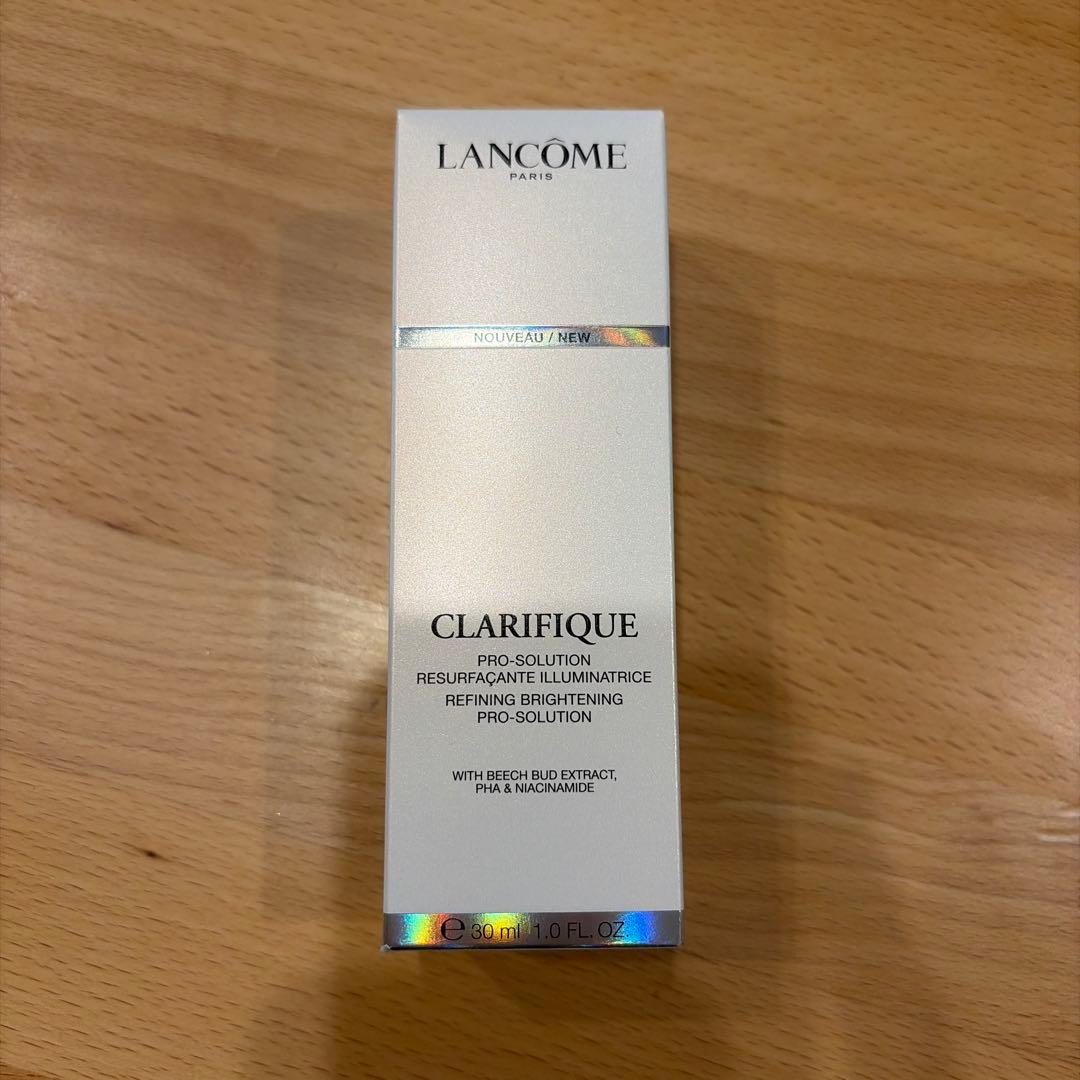 LANCÔME
PARIS
NOUVEAU / NEW
CLARIFIQUE
PRO-SOLUTION
RESURFAÇANTE ILLUMINATRICE
REFINING BRIGHTENING
PRO-SOLUTION
WITH BEECH BUD EXTRACT,
PHA & NIACINAMIDE
℮ 30 ml 1.0 FL. OZ.